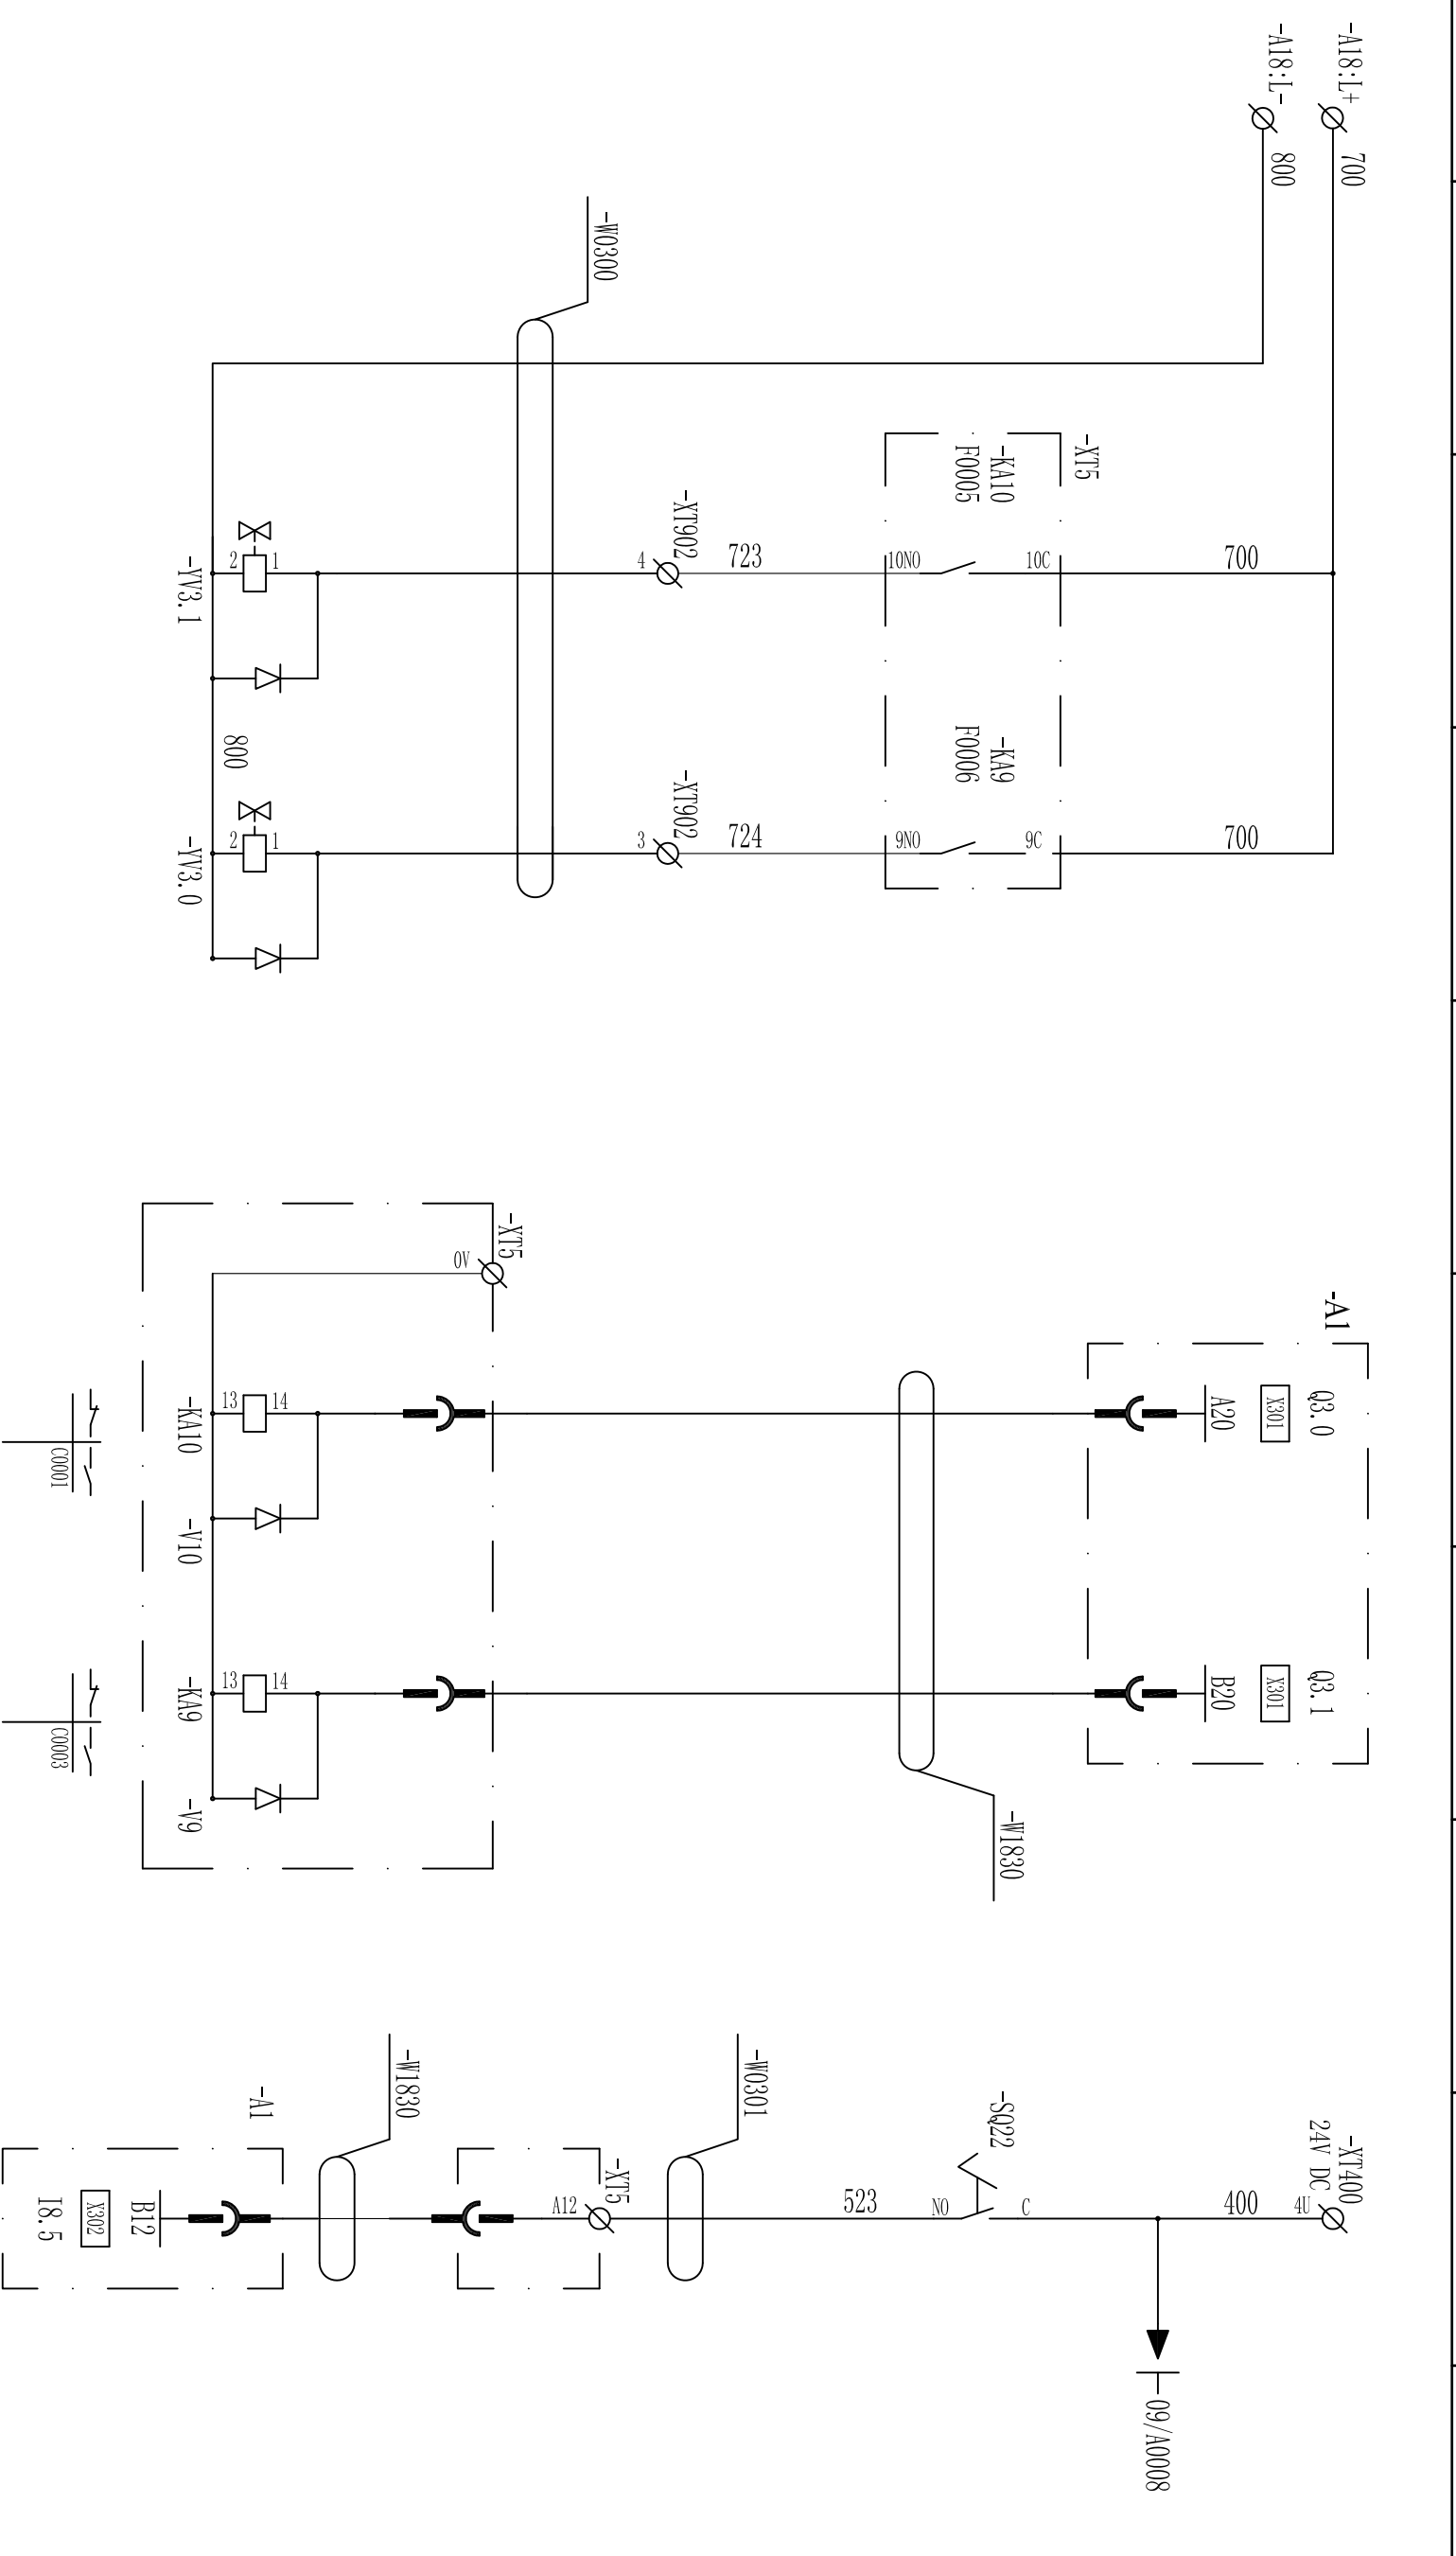 -A18:L+
700
-A18:L-
800
-W0300
-XT5
-KA10
F0005
-KA9
F0006
700
10C
10NO
723
-XT902
4
700
9C
9NO
724
-XT902
3
1
2
-YV3.1
800
1
2
-YV3.0
-A1
Q3.0
X301
A20
Q3.1
X301
B20
-W1830
-XT5
0V
14
13
-KA10
-V10
14
13
-KA9
-V9
C0001
C0003
-XT400
24V DC
4U
400
09/A0008
-SQ22
C
NO
523
-W0301
-XT5
A12
-W1830
-A1
B12
X302
I8.5